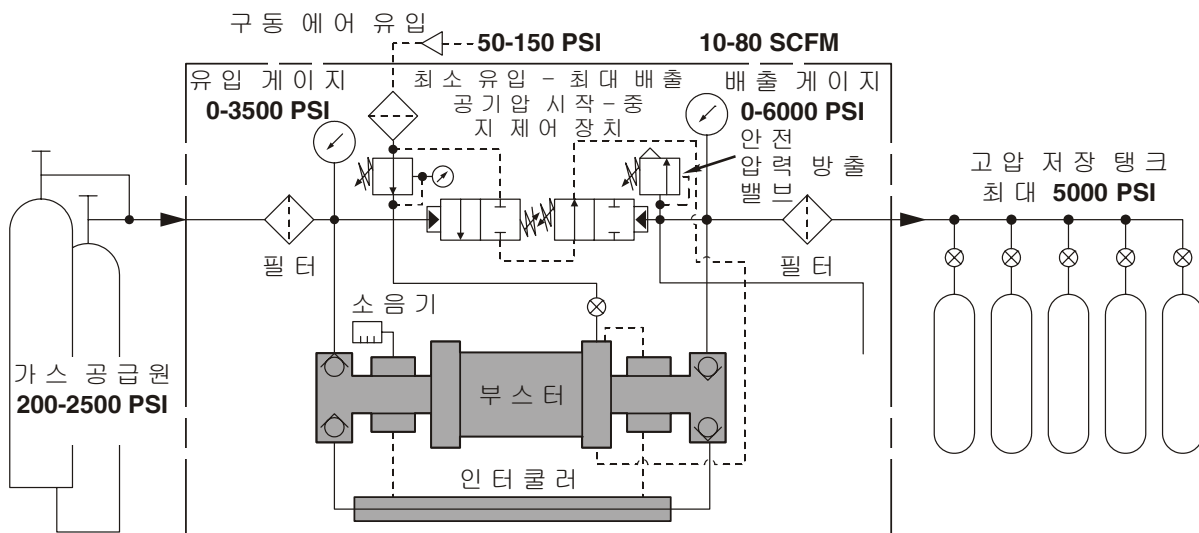 구동 에어 유입
50-150 PSI
10-80 SCFM
유입 게이지
0-3500 PSI
최소 유입 – 최대 배출
공기압 시작-중
지 제어 장치
배출 게이지
0-6000 PSI
안전
압력 방출
밸브
고압 저장 탱크
최대 5000 PSI
필터
필터
소음기
가스 공급원
200-2500 PSI
부스터
인터쿨러